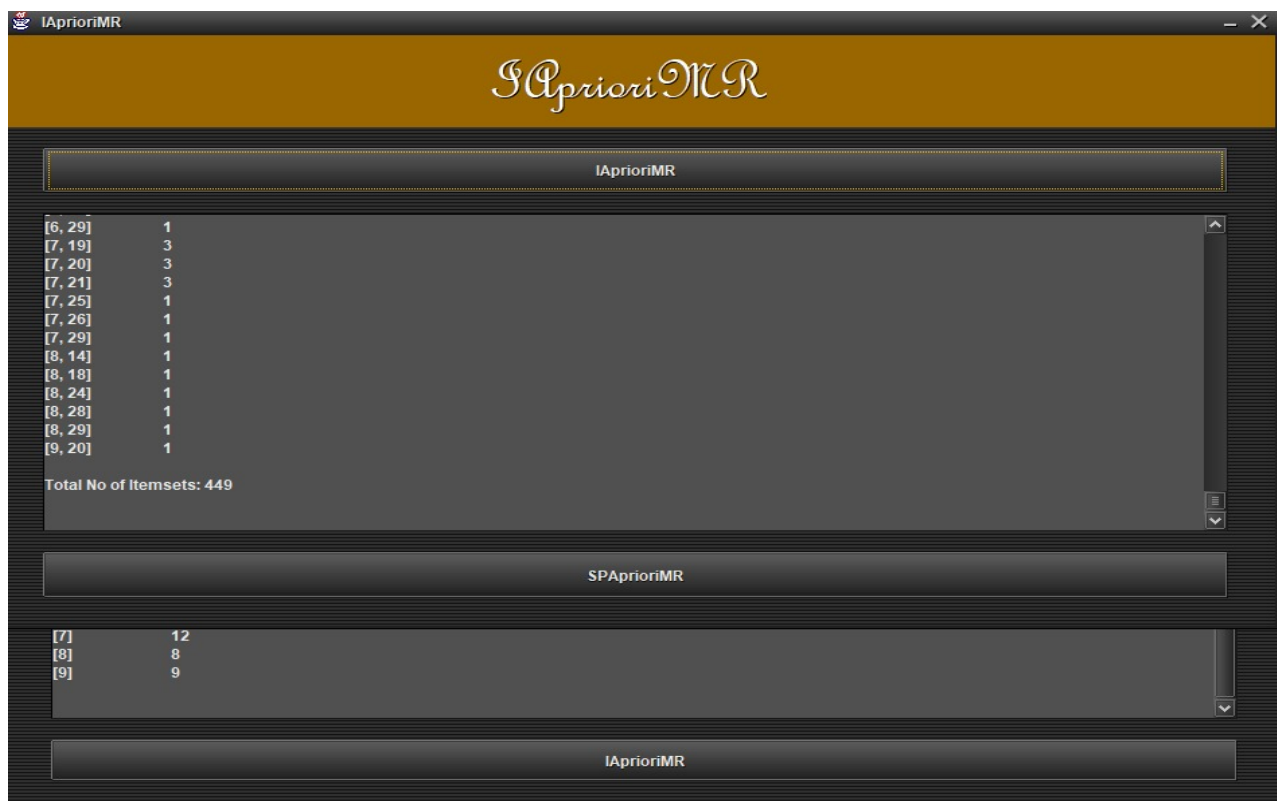 IAprioriMR
IAprioriMR
IAprioriMR
[6, 29] 1
[7, 19] 3
[7, 20] 3
[7, 21] 3
[7, 25] 1
[7, 26] 1
[7, 29] 1
[8, 14] 1
[8, 18] 1
[8, 24] 1
[8, 28] 1
[8, 29] 1
[9, 20] 1
Total No of Itemsets: 449
SPAprioriMR
[7] 12
[8] 8
[9] 9
IAprioriMR